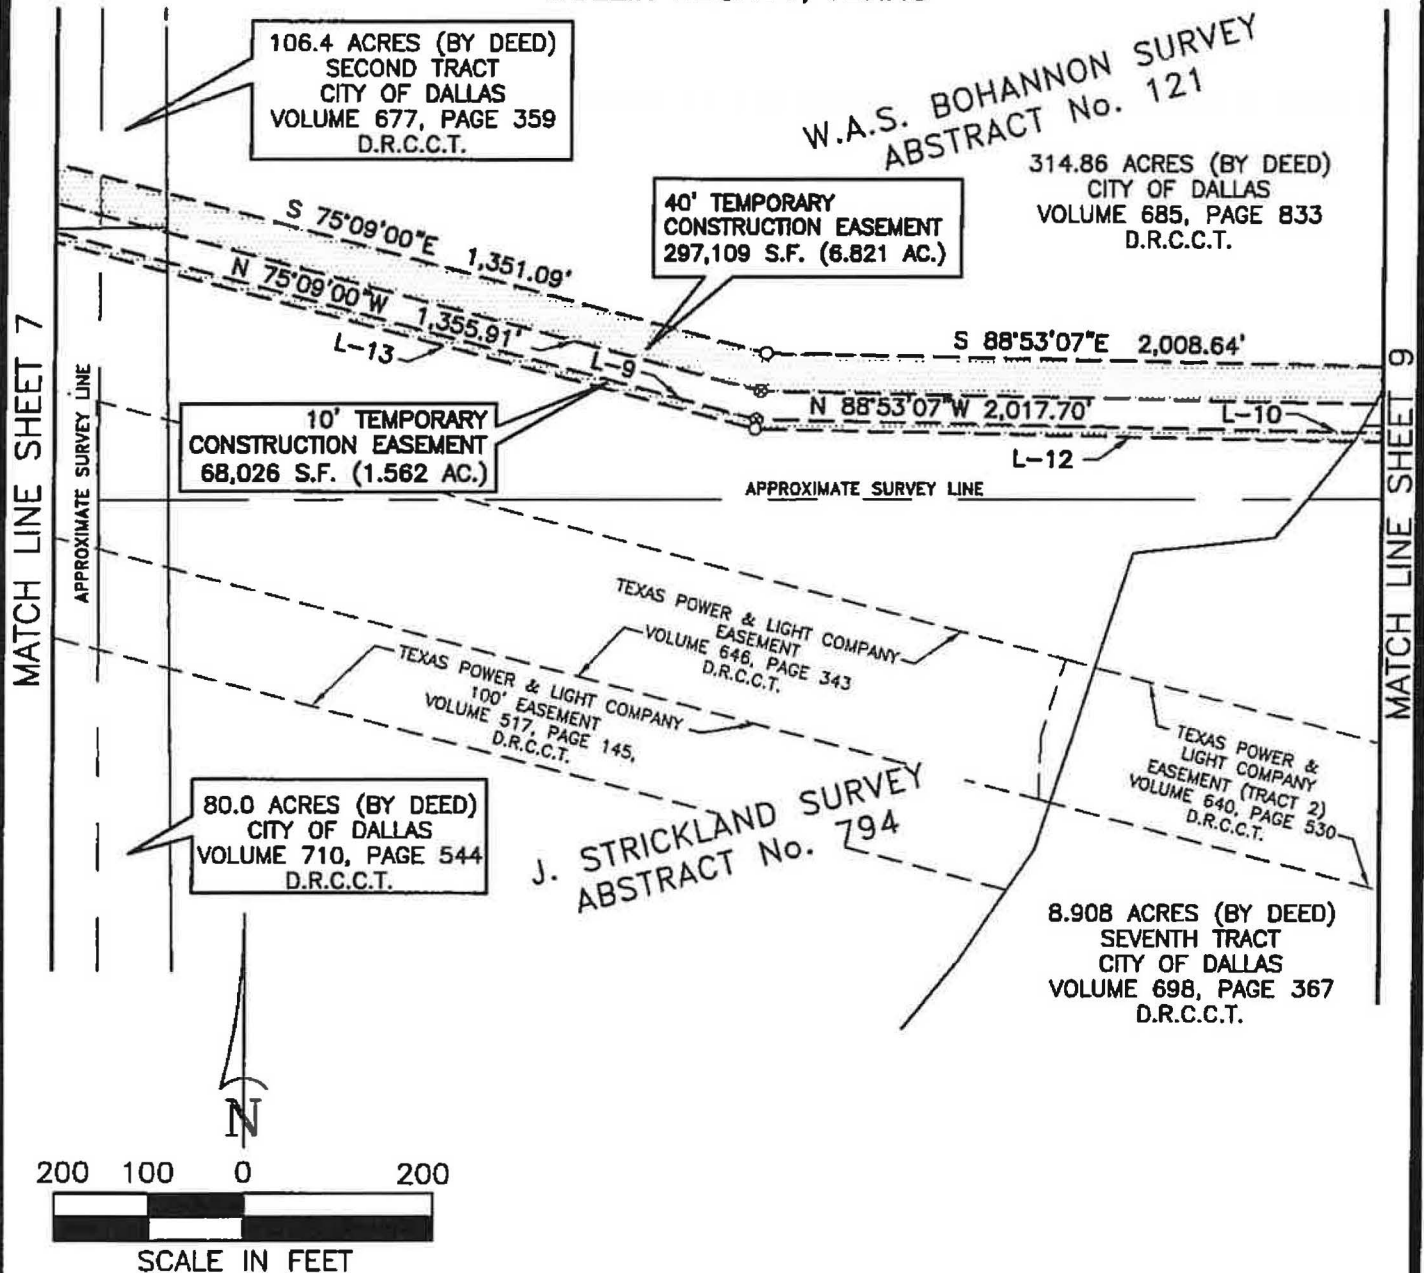 106.4 ACRES (BY DEED)
SECOND TRACT
CITY OF DALLAS
VOLUME 677, PAGE 359
D.R.C.C.T.
W.A.S. BOHANNON SURVEY
ABSTRACT No. 121
314.86 ACRES (BY DEED)
CITY OF DALLAS
VOLUME 685, PAGE 833
D.R.C.C.T.
40' TEMPORARY
CONSTRUCTION EASEMENT
297,109 S.F. (6.821 AC.)
S 75°09'00"E 1,351.09'
N 75°09'00"W 1,355.91'
L-13
L-9
S 88°53'07"E 2,008.64'
N 88°53'07"W 2,017.70'
L-10
L-12
10' TEMPORARY
CONSTRUCTION EASEMENT
68,026 S.F. (1.562 AC.)
MATCH LINE SHEET 7
APPROXIMATE SURVEY LINE
APPROXIMATE SURVEY LINE
MATCH LINE SHEET 9
TEXAS POWER & LIGHT COMPANY
EASEMENT
VOLUME 646, PAGE 343
D.R.C.C.T.
TEXAS POWER & LIGHT COMPANY
100' EASEMENT
VOLUME 517, PAGE 145,
D.R.C.C.T.
TEXAS POWER &
LIGHT COMPANY
EASEMENT (TRACT 2)
VOLUME 640, PAGE 530
D.R.C.C.T.
80.0 ACRES (BY DEED)
CITY OF DALLAS
VOLUME 710, PAGE 544
D.R.C.C.T.
J. STRICKLAND SURVEY
ABSTRACT No. 794
8.908 ACRES (BY DEED)
SEVENTH TRACT
CITY OF DALLAS
VOLUME 698, PAGE 367
D.R.C.C.T.
N
200 100 0 200
SCALE IN FEET